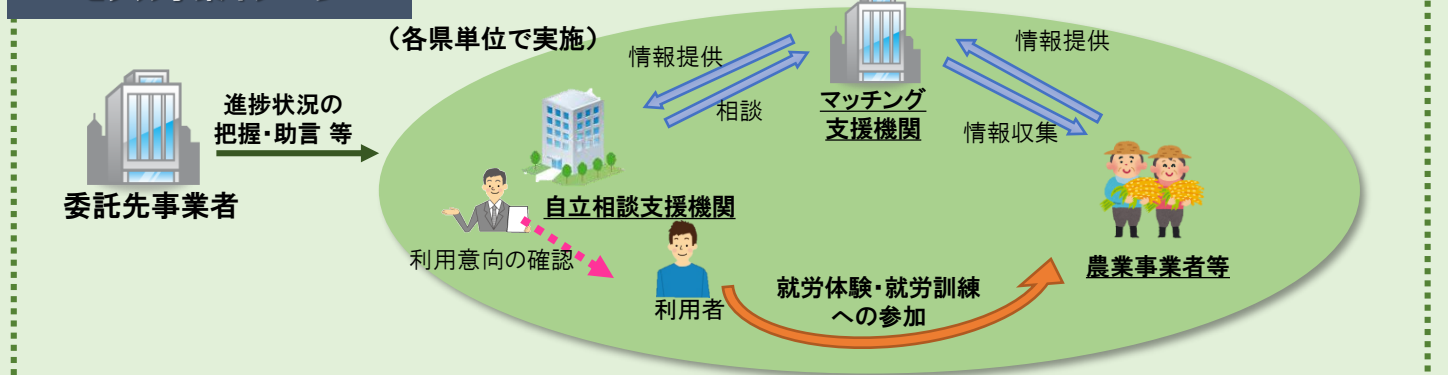 （各県単位で実施）
情報提供
情報提供
進捗状況の
把握・助言 等
相談
マッチング
支援機関
情報収集
委託先事業者
自立相談支援機関
利用意向の確認
農業事業者等
就労体験・就労訓練
への参加
利用者